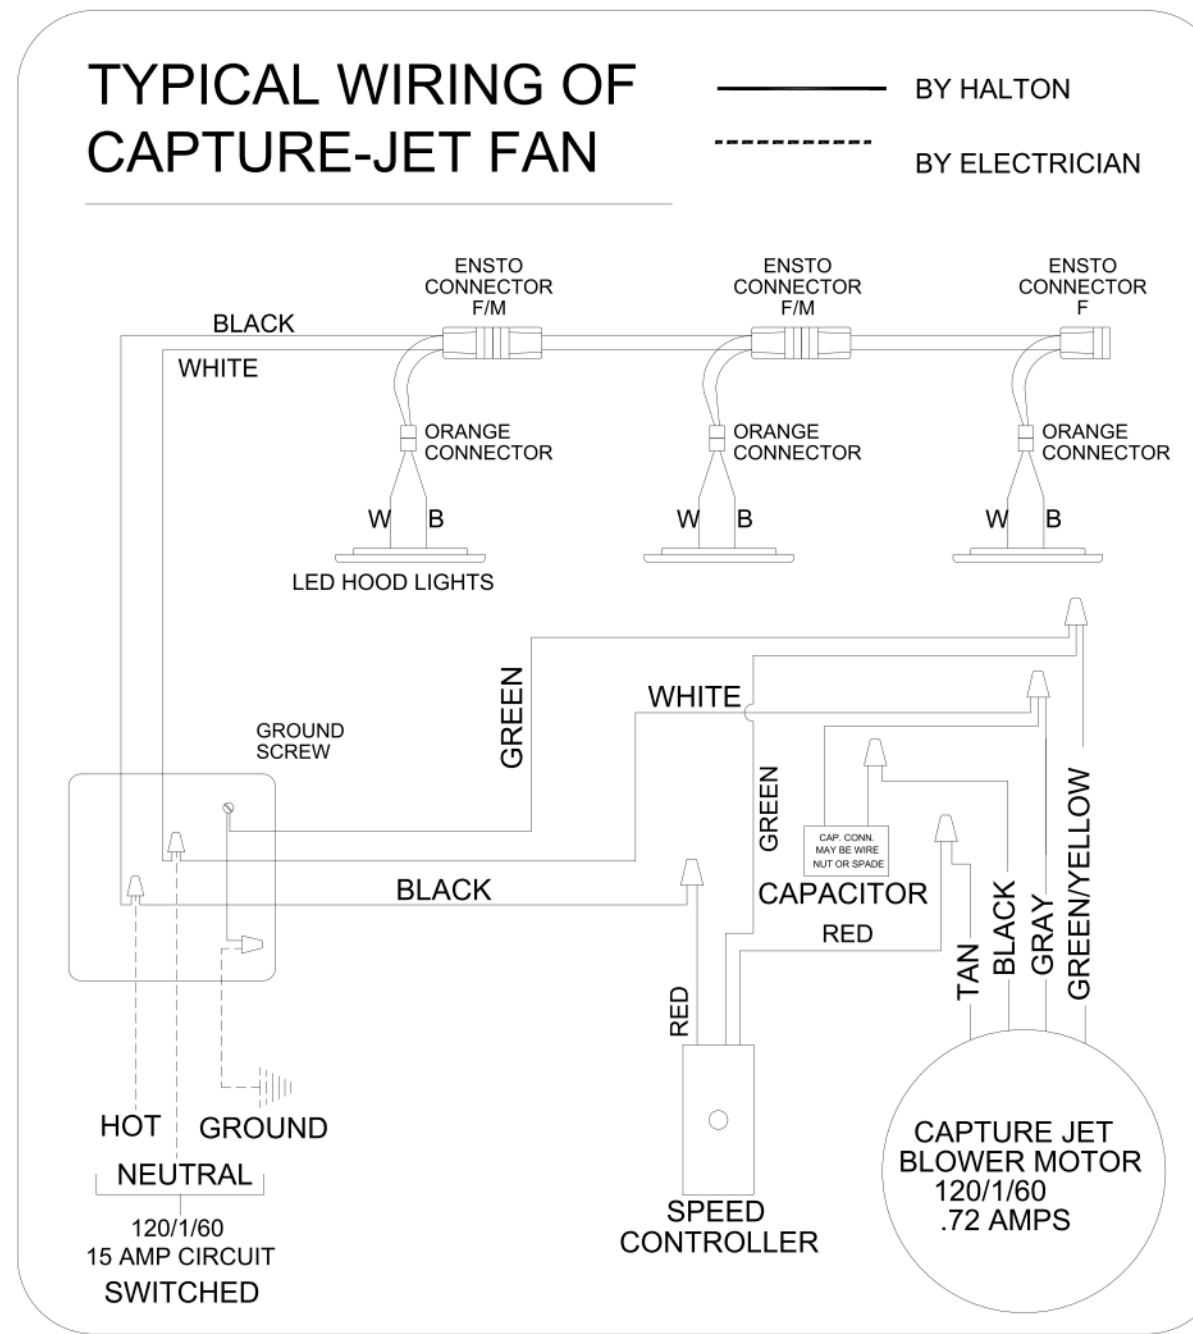 TYPICAL WIRING OF
CAPTURE-JET FAN
BY HALTON
BY ELECTRICIAN
ENSTO
CONNECTOR
F/M
ENSTO
CONNECTOR
F/M
ENSTO
CONNECTOR
F
BLACK
WHITE
ORANGE
CONNECTOR
ORANGE
CONNECTOR
ORANGE
CONNECTOR
W B
W B
W B
LED HOOD LIGHTS
GREEN
WHITE
GROUND
SCREW
GREEN
CAP. CONN.
MAY BE WIRE
NUT OR SPADE
CAPACITOR
BLACK
RED
RED
TAN
BLACK
GRAY
GREEN/YELLOW
HOT
GROUND
NEUTRAL
120/1/60
15 AMP CIRCUIT
SWITCHED
SPEED
CONTROLLER
CAPTURE JET
BLOWER MOTOR
120/1/60
.72 AMPS